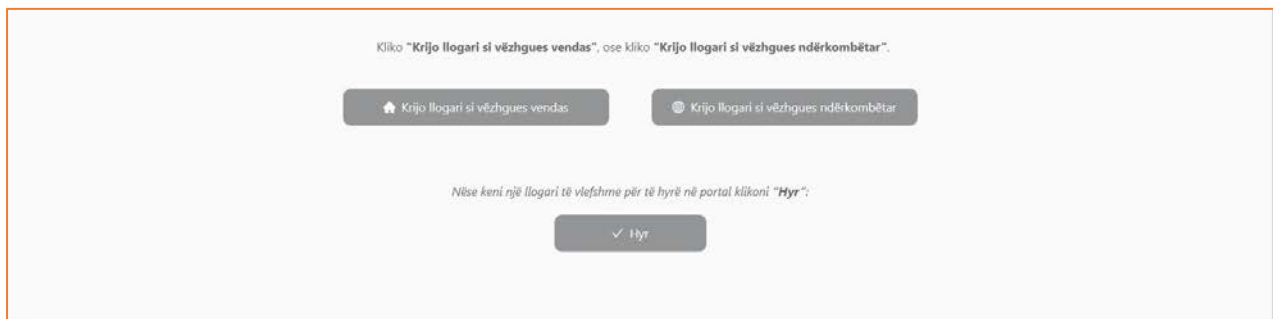 Kliko "Krijo llogari si vëzhgues vendas", ose kliko "Krijo llogari si vëzhgues ndërkombëtar".
Krijo llogari si vëzhgues vendas
Krijo llogari si vëzhgues ndërkombëtar
Nëse keni një llogari të vlefshme për të hyrë në portal klikoni "Hyr":
Hyr